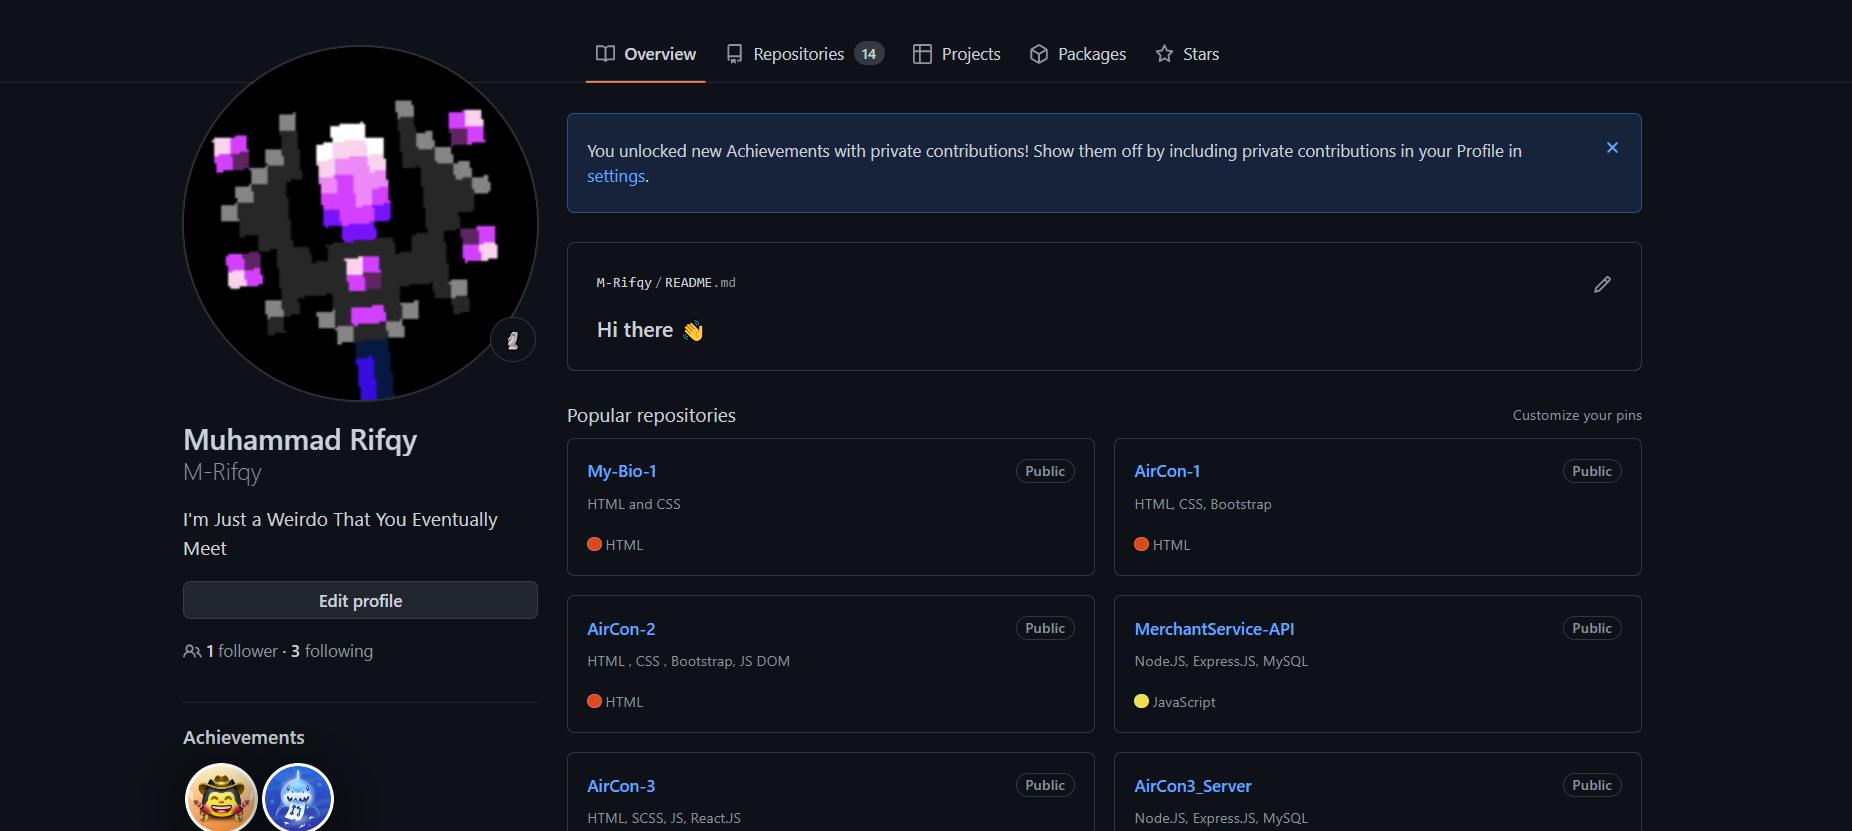 Overview Repositories 14 Projects Packages Stars
You unlocked new Achievements with private contributions! Show them off by including private contributions in your Profile in
settings.
M-Rifqy / README.md
Hi there 👋
Muhammad Rifqy
M-Rifqy
I'm Just a Weirdo That You Eventually
Meet
Edit profile
1 follower · 3 following
Achievements
Popular repositories Customize your pins
My-Bio-1 Public
HTML and CSS
HTML
AirCon-1 Public
HTML, CSS, Bootstrap
HTML
AirCon-2 Public
HTML , CSS , Bootstrap, JS DOM
HTML
MerchantService-API Public
Node.JS, Express.JS, MySQL
JavaScript
AirCon-3 Public
HTML, SCSS, JS, React.JS
AirCon3_Server Public
Node.JS, Express.JS, MySQL